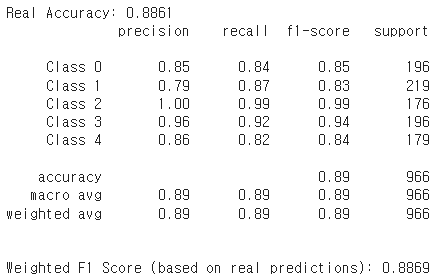 Real Accuracy: 0.8861
precision recall f1-score support
Class 0 0.85 0.84 0.85 196
Class 1 0.79 0.87 0.83 219
Class 2 1.00 0.99 0.99 176
Class 3 0.96 0.92 0.94 196
Class 4 0.86 0.82 0.84 179
accuracy 0.89 966
macro avg 0.89 0.89 0.89 966
weighted avg 0.89 0.89 0.89 966
Weighted F1 Score (based on real predictions): 0.8869